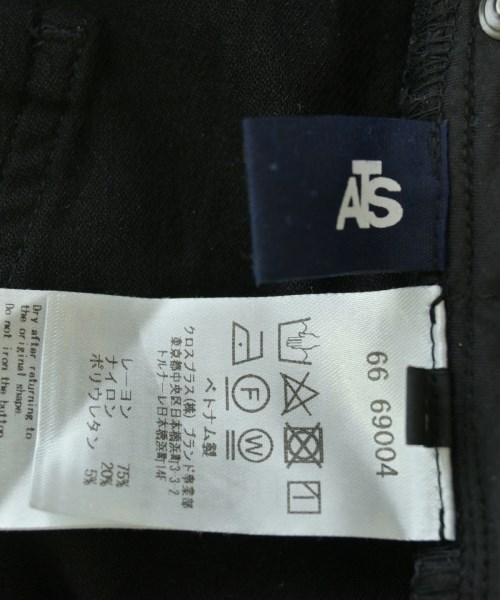 ATS
66 69004
F
W
ベトナム製
クロスプラス(株)ブランド事業部
東京都中央区日本橋浜町3-3-2
トルナーレ日本橋浜町14F
レーヨン 75%
ナイロン 20%
ポリウレタン 5%
Dry after returning to
the original shape.
Do not iron the button